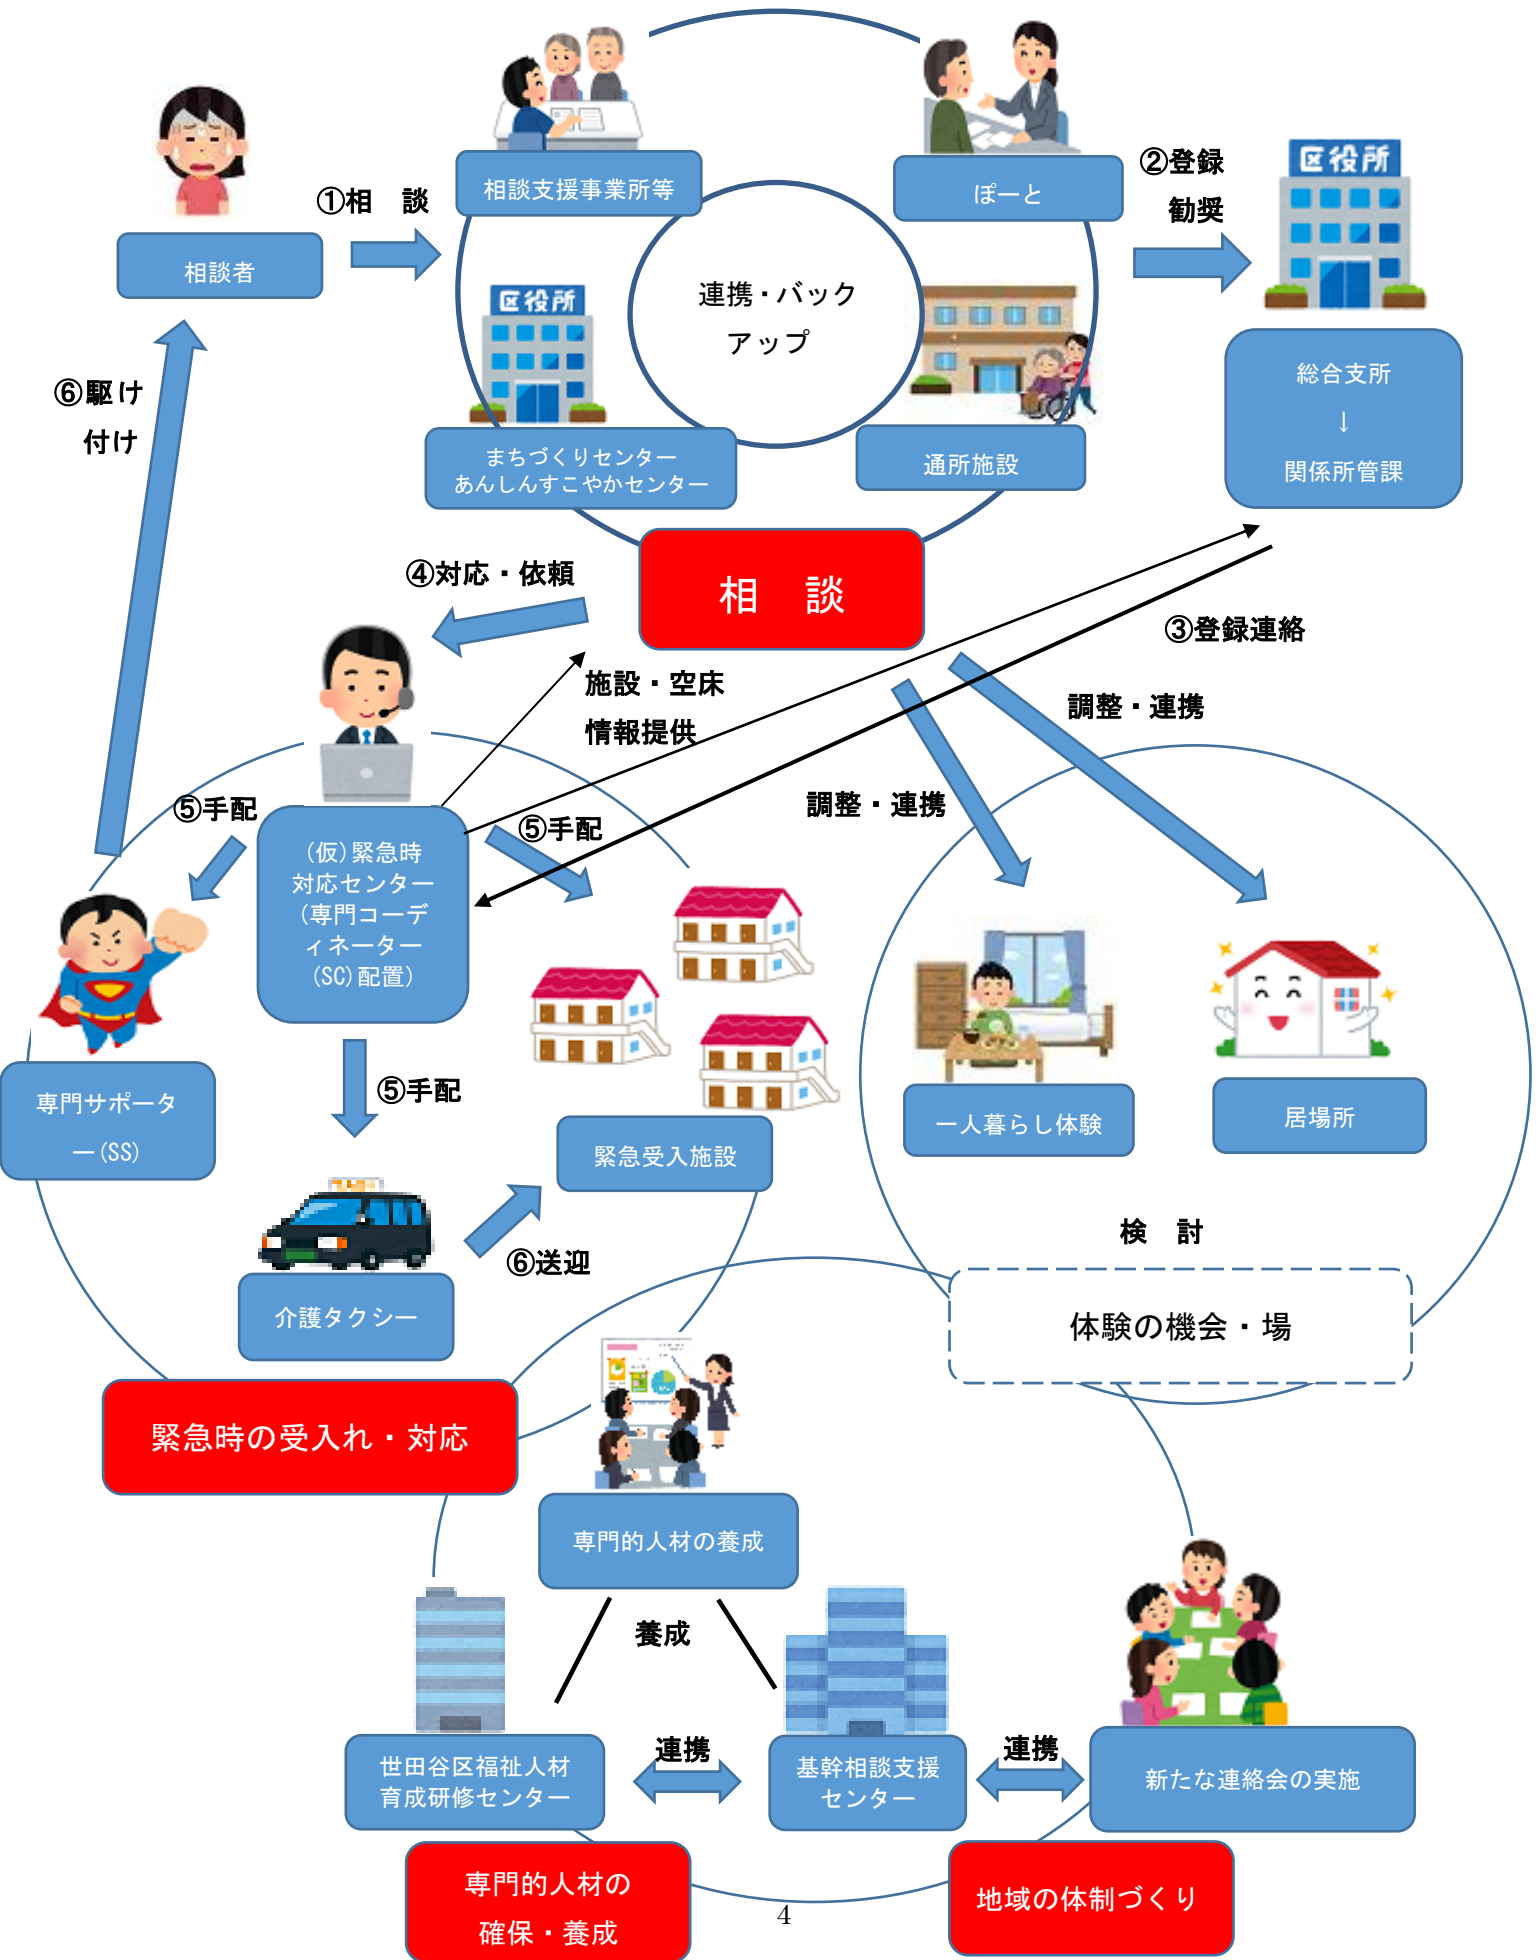 相談者
①相　談
相談支援事業所等
ぽーと
区役所
まちづくりセンター
あんしんすこやかセンター
通所施設
連携・バック
アップ
②登録
勧奨
区役所
総合支所
↓
関係所管課
⑥駆け
付け
相　談
④対応・依頼
施設・空床
情報提供
③登録連絡
調整・連携
調整・連携
⑤手配
(仮)緊急時
対応センター
(専門コーデ
ィネーター
(SC)配置)
⑤手配
⑤手配
専門サポータ
ー(SS)
緊急受入施設
介護タクシー
⑥送迎
緊急時の受入れ・対応
一人暮らし体験
居場所
検　討
体験の機会・場
専門的人材の養成
養成
世田谷区福祉人材
育成研修センター
連携
基幹相談支援
センター
連携
新たな連絡会の実施
専門的人材の
確保・養成
地域の体制づくり
4